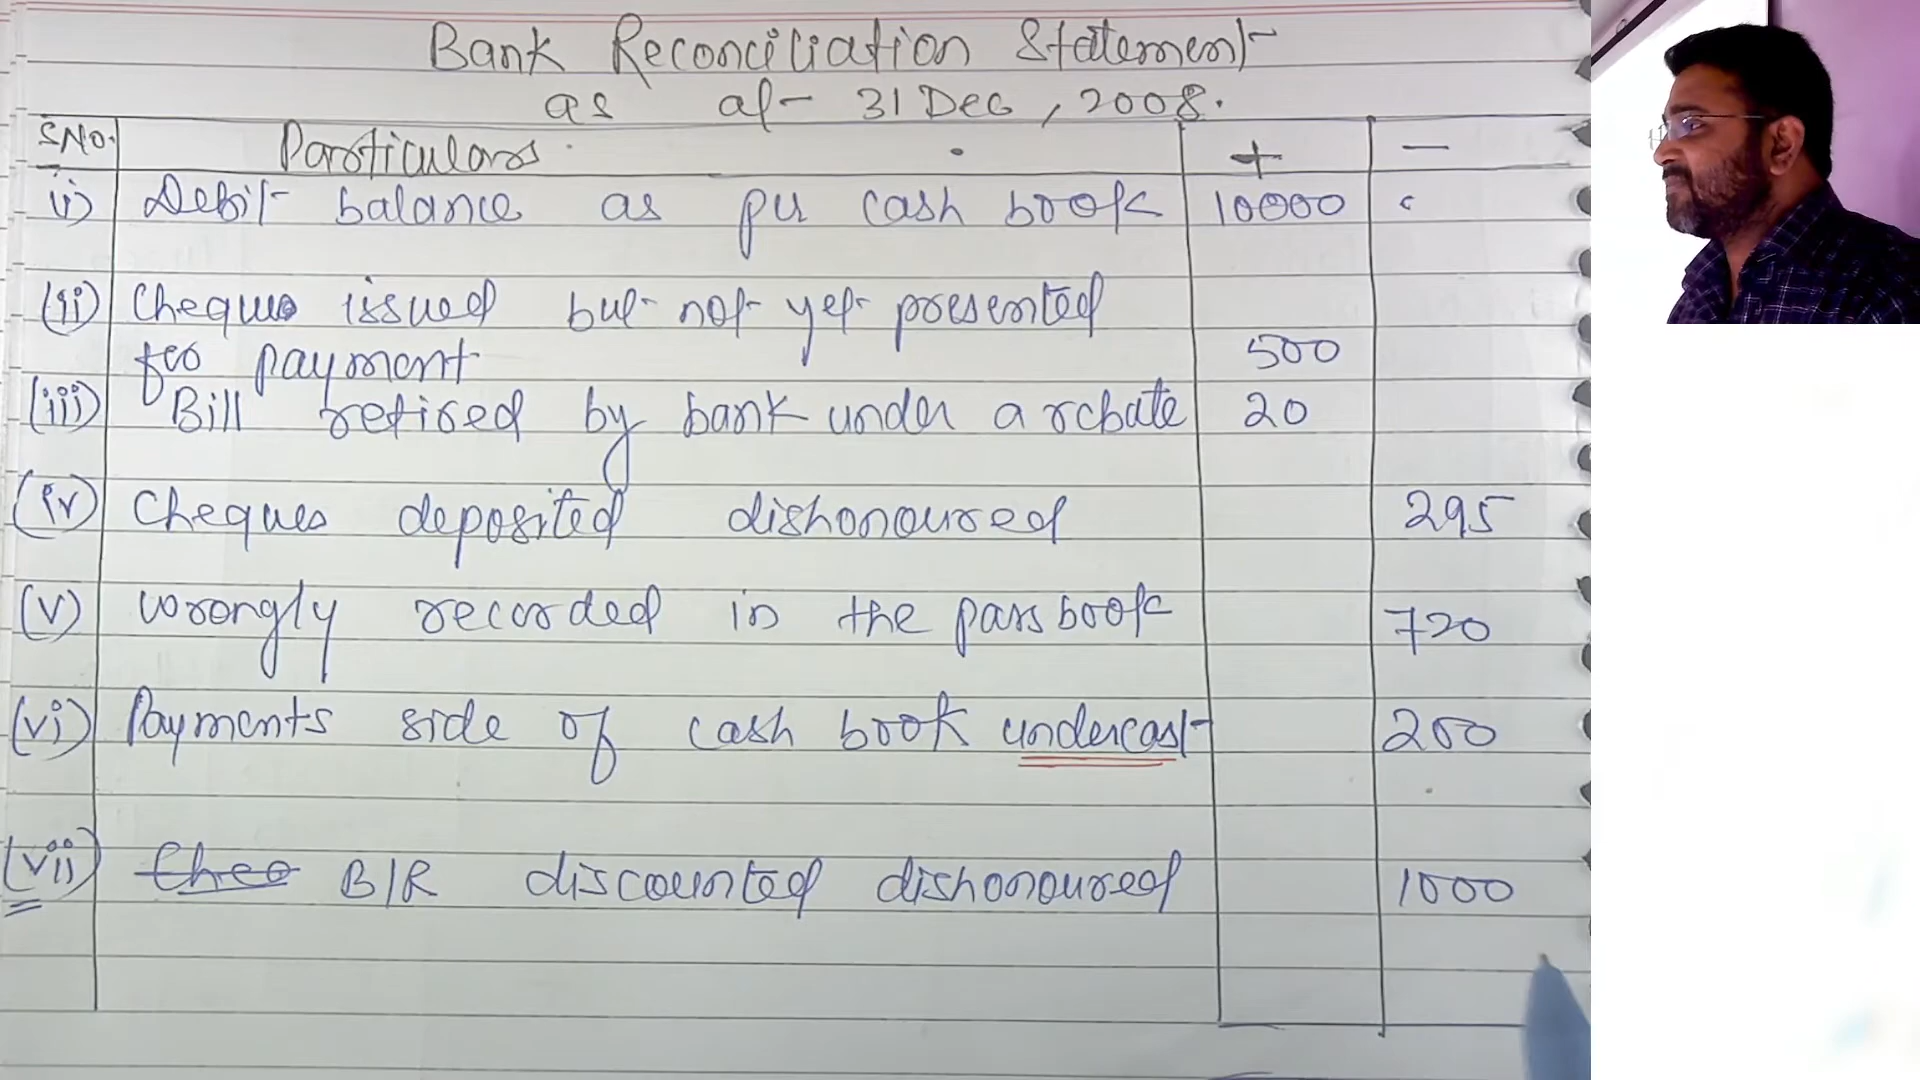 Bank Reconciliation Statement
as at 31 Dec, 2008.
S.No. Particulars + -
(i) Debit balance as per cash book 10000
(ii) Cheques issued but not yet presented
for payment 500
(iii) Bill retired by bank under a rebate 20
(iv) Cheques deposited dishonoured 295
(v) wrongly recorded in the passbook 720
(vi) Payments side of cash book undercast 200
(vii) B/R discounted dishonoured 1000